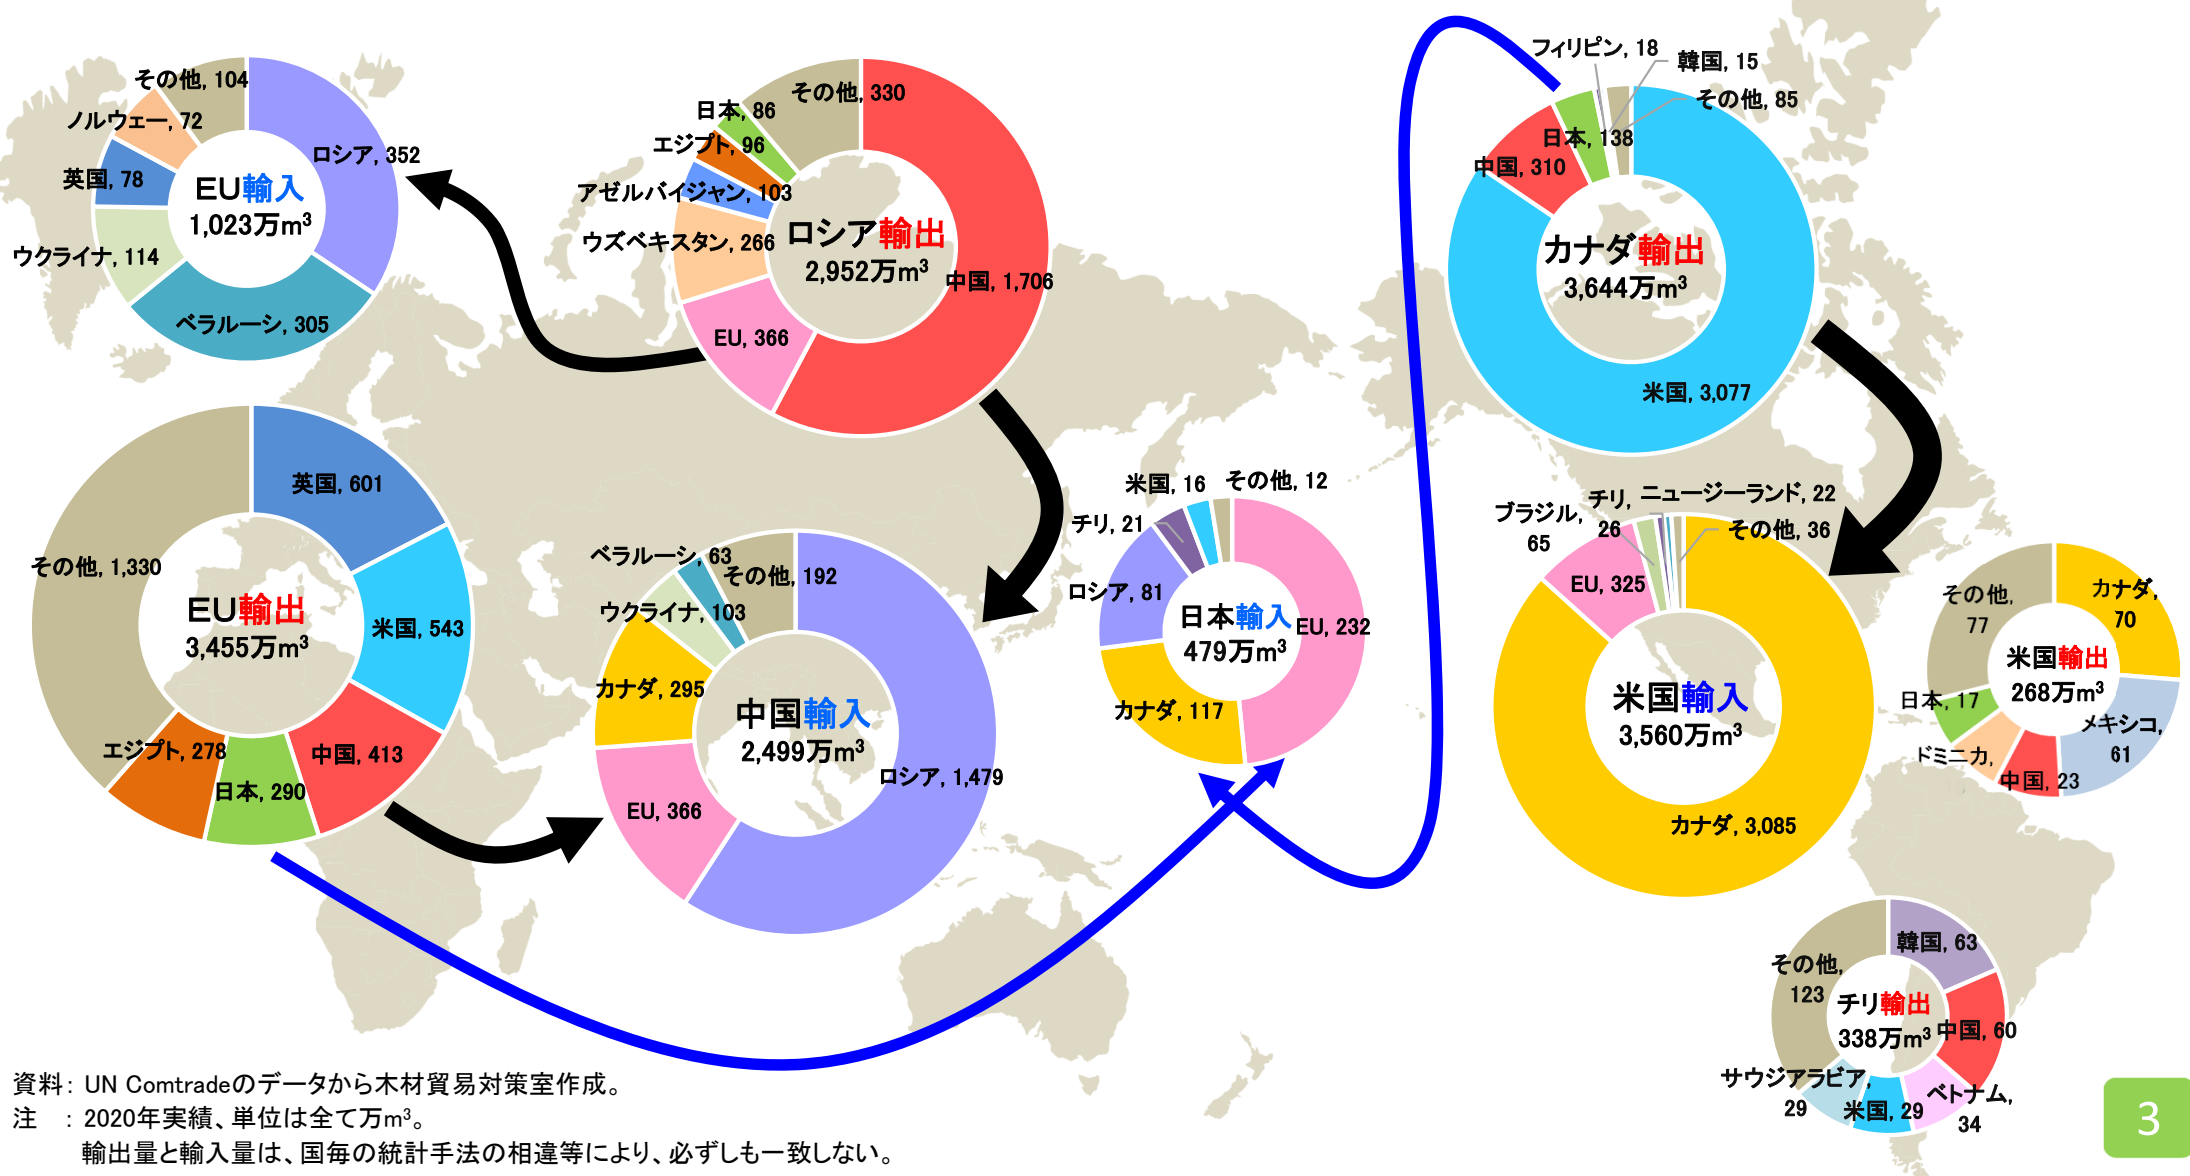 その他, 104
ロシア, 352
ベラルーシ, 305
ウクライナ, 114
英国, 78
ノルウェー, 72
EU輸入
1,023万m³
その他, 330
中国, 1,706
EU, 366
ウズベキスタン, 266
アゼルバイジャン, 103
エジプト, 96
日本, 86
ロシア輸出
2,952万m³
フィリピン, 18
韓国, 15
その他, 85
日本, 138
中国, 310
米国, 3,077
カナダ輸出
3,644万m³
英国, 601
米国, 543
中国, 413
日本, 290
エジプト, 278
その他, 1,330
EU輸出
3,455万m³
ベラルーシ, 63
その他, 192
ウクライナ, 103
カナダ, 295
EU, 366
ロシア, 1,479
中国輸入
2,499万m³
米国, 16
その他, 12
チリ, 21
ロシア, 81
カナダ, 117
EU, 232
日本輸入
479万m³
ブラジル,
65
チリ,
26
ニュージーランド, 22
その他, 36
EU, 325
カナダ, 3,085
米国輸入
3,560万m³
その他,
77
カナダ,
70
メキシコ,
61
中国, 23
ドミニカ,
日本, 17
米国輸出
268万m³
韓国, 63
中国, 60
ベトナム,
34
米国, 29
サウジアラビア,
29
その他,
123
チリ輸出
338万m³
資料： UN Comtradeのデータから木材貿易対策室作成。
注　： 2020年実績、単位は全て万m³。
輸出量と輸入量は、国毎の統計手法の相違等により、必ずしも一致しない。
3